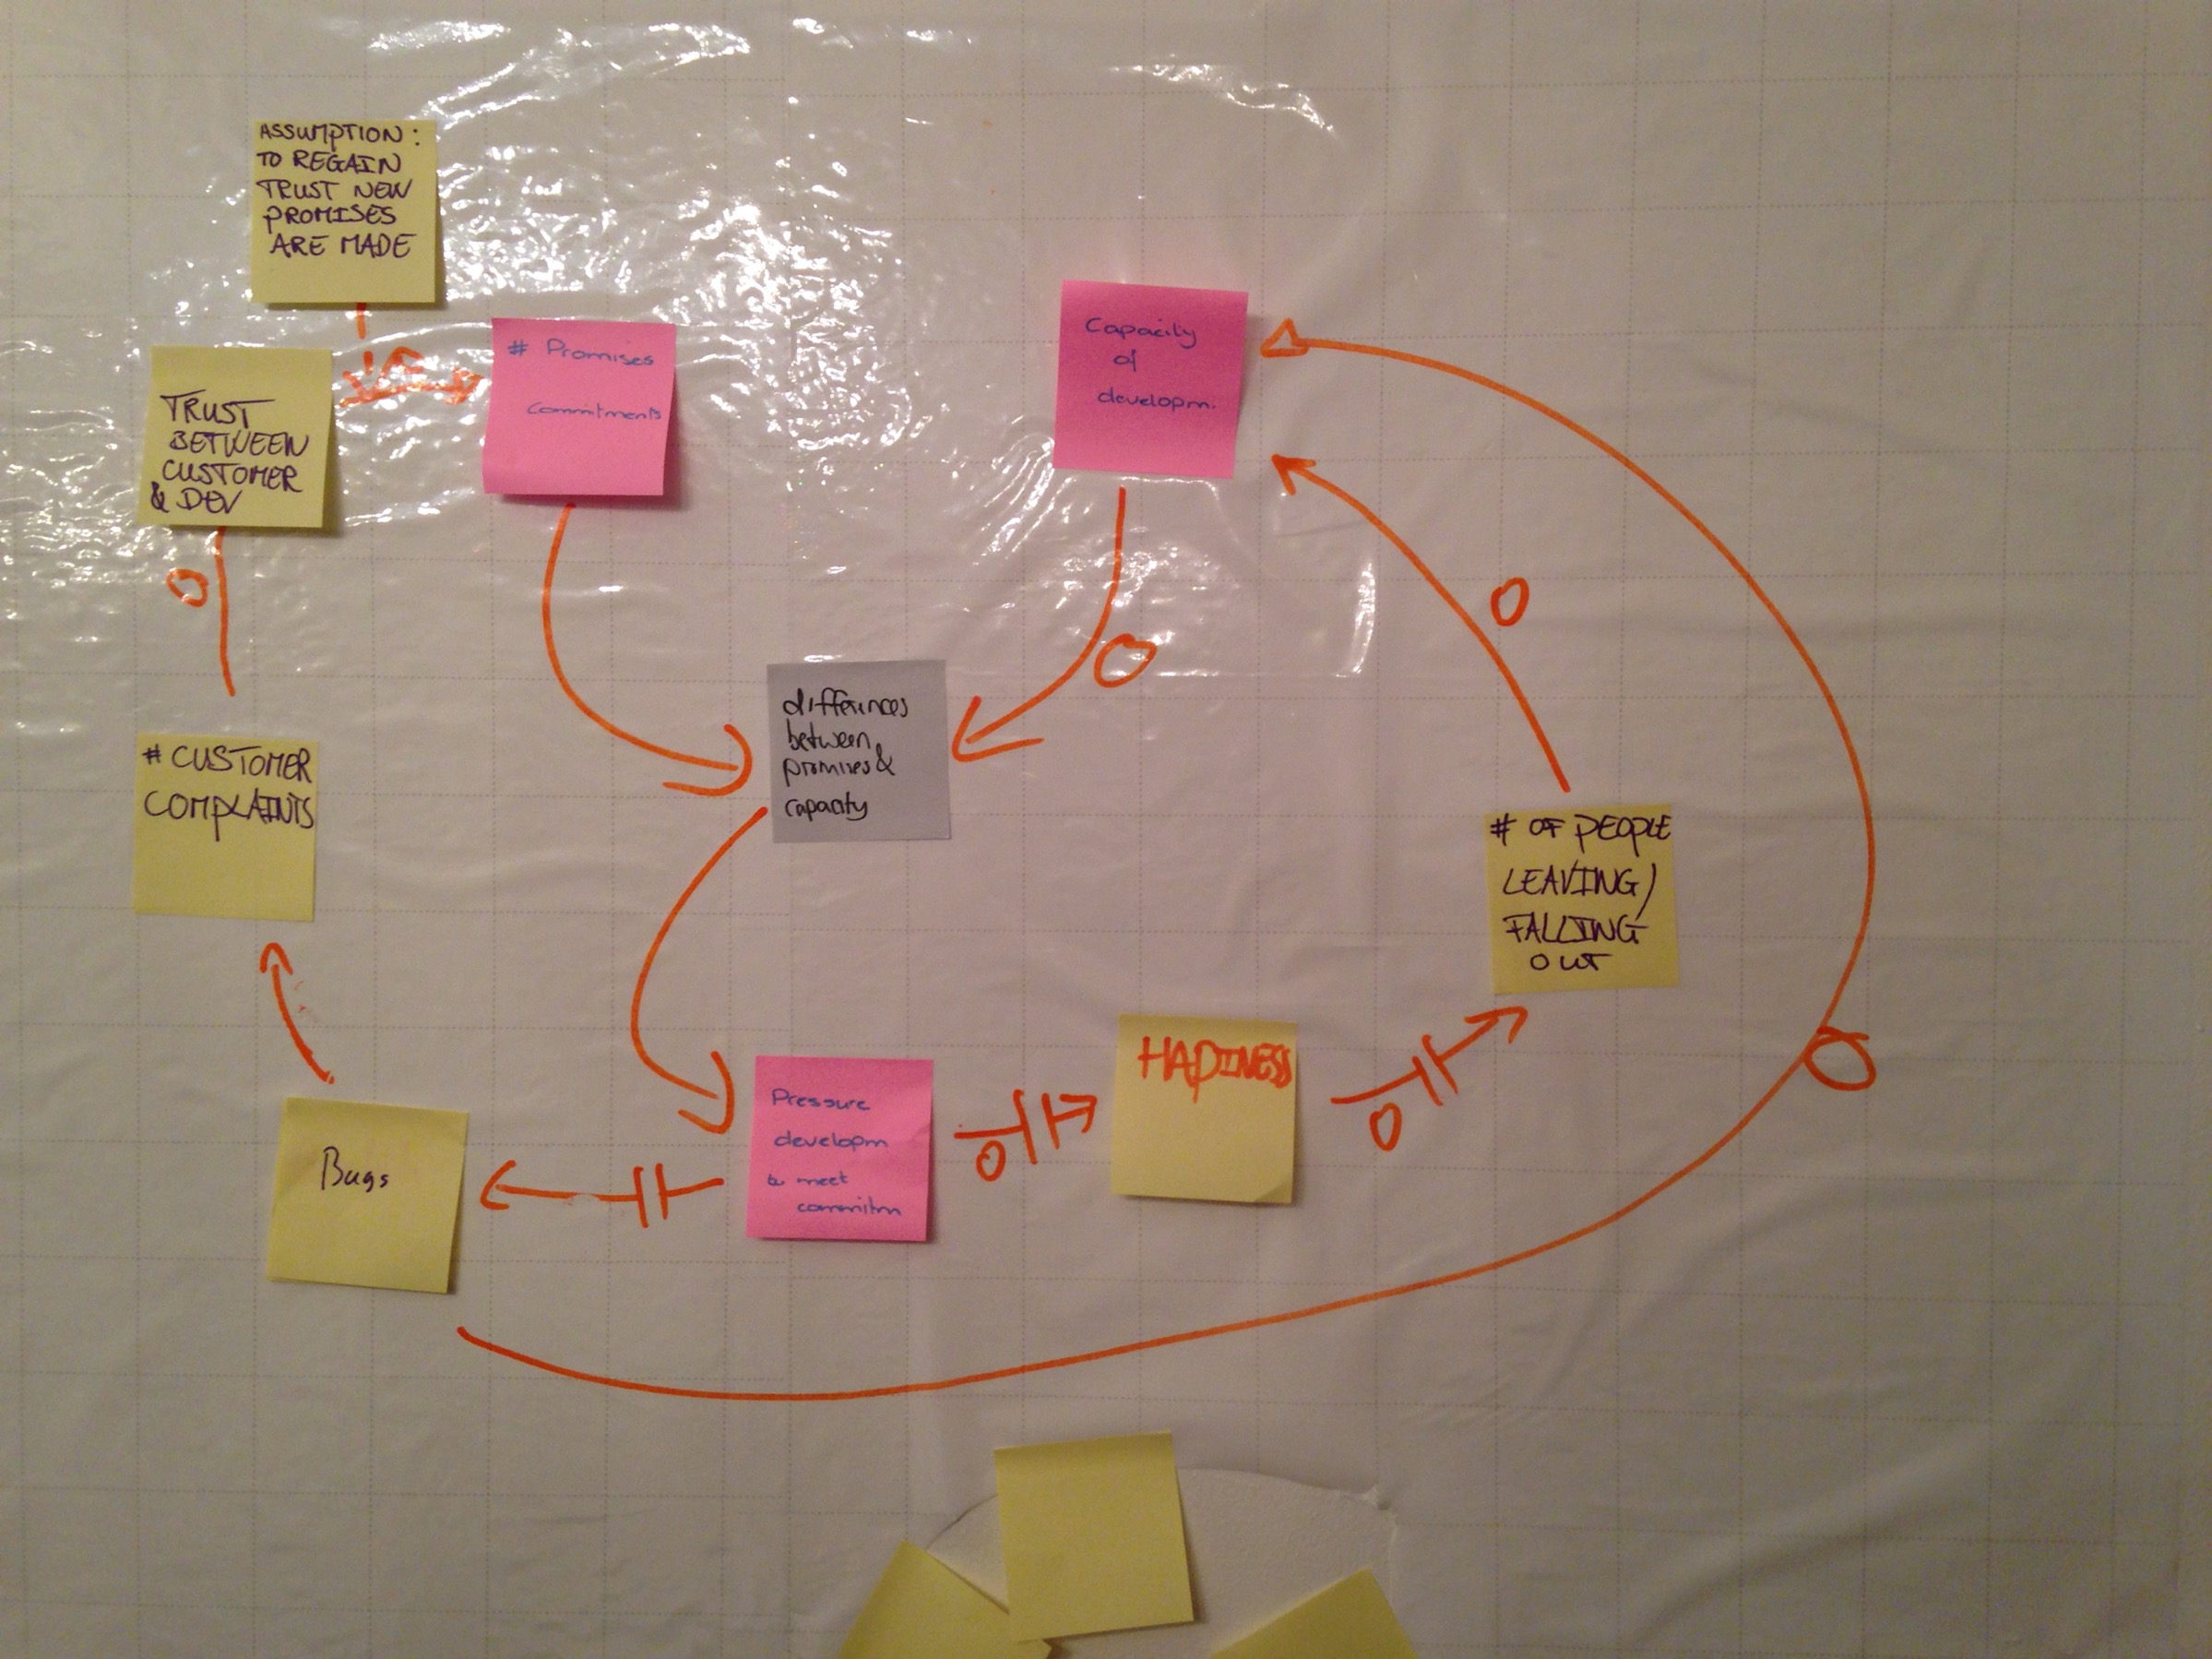 ASSUMPTION:
TO REGAIN
TRUST NEW
PROMISES
ARE MADE
TRUST
BETWEEN
CUSTOMER
& DEV
# Promises
Commitments
Capacity
of
developm.
O
O
O
differences
between
promises &
capacity
# CUSTOMER
COMPLAINTS
# OF PEOPLE
LEAVING/
FALLING
OUT
HAPINESS
O
O
O
Pressure
developm
to meet
commitm
Bugs